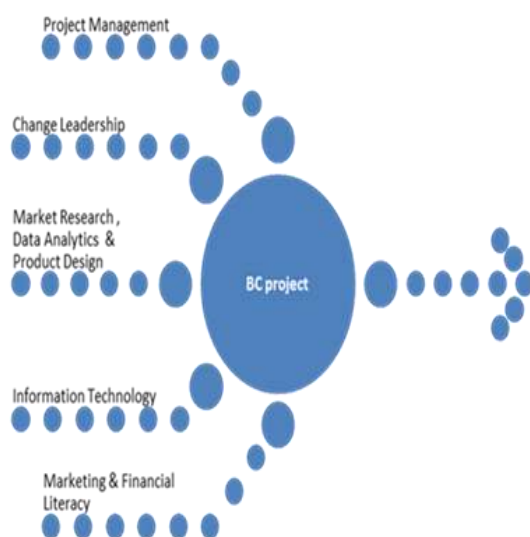 Project Management
Change Leadership
Market Research ,
Data Analytics &
Product Design
BC project
Information Technology
Marketing & Financial
Literacy